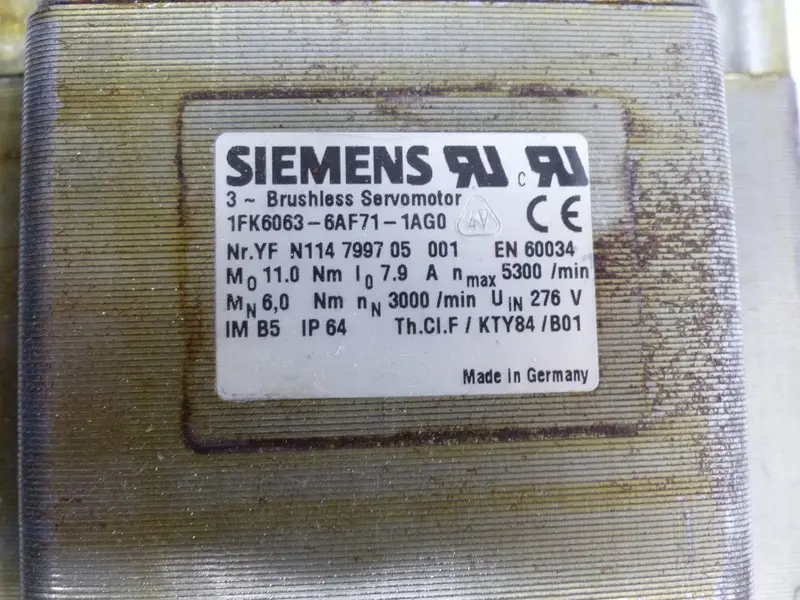 SIEMENS
3 ~ Brushless Servomotor
1FK6063-6AF71-1AG0
CE
Nr.YF N114 7997 05 001 EN 60034
M0 11.0 Nm I0 7.9 A nmax 5300 /min
MN 6,0 Nm nN 3000 /min UIN 276 V
IM B5 IP 64 Th.Cl.F / KTY84 /B01
Made in Germany